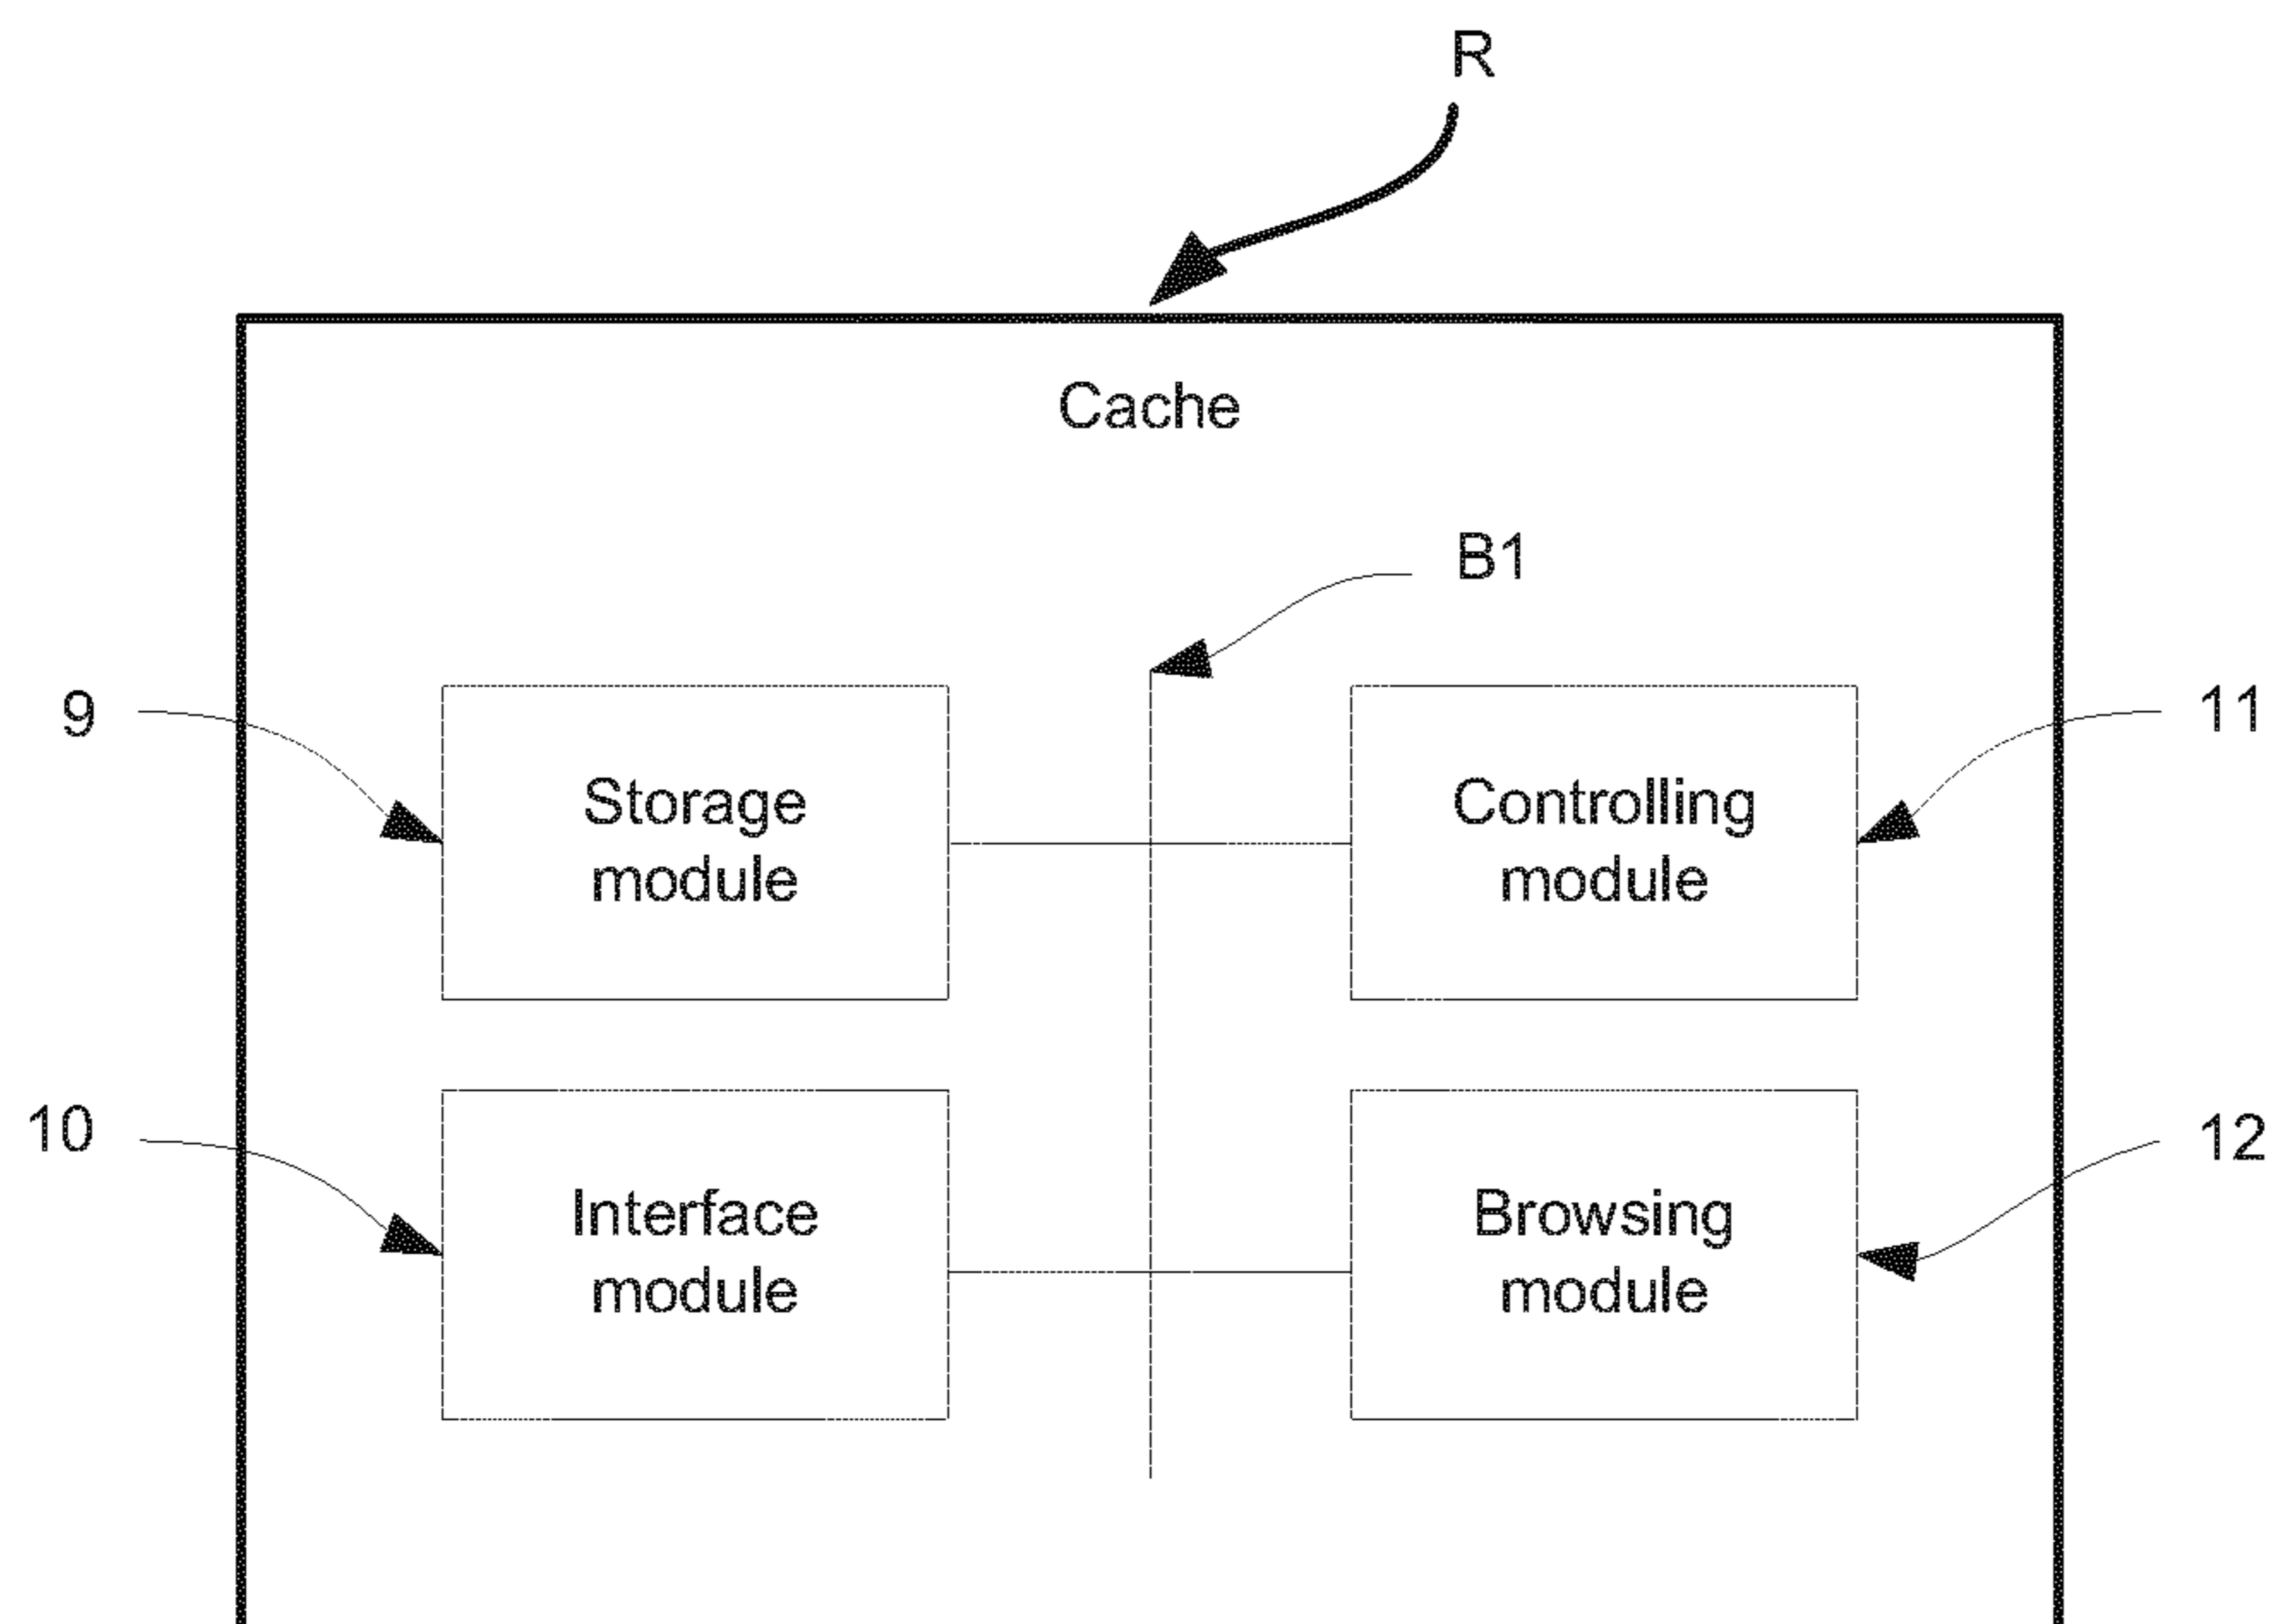 R
Cache
B1
9
11
Storage
module
Controlling
module
10
12
Interface
module
Browsing
module